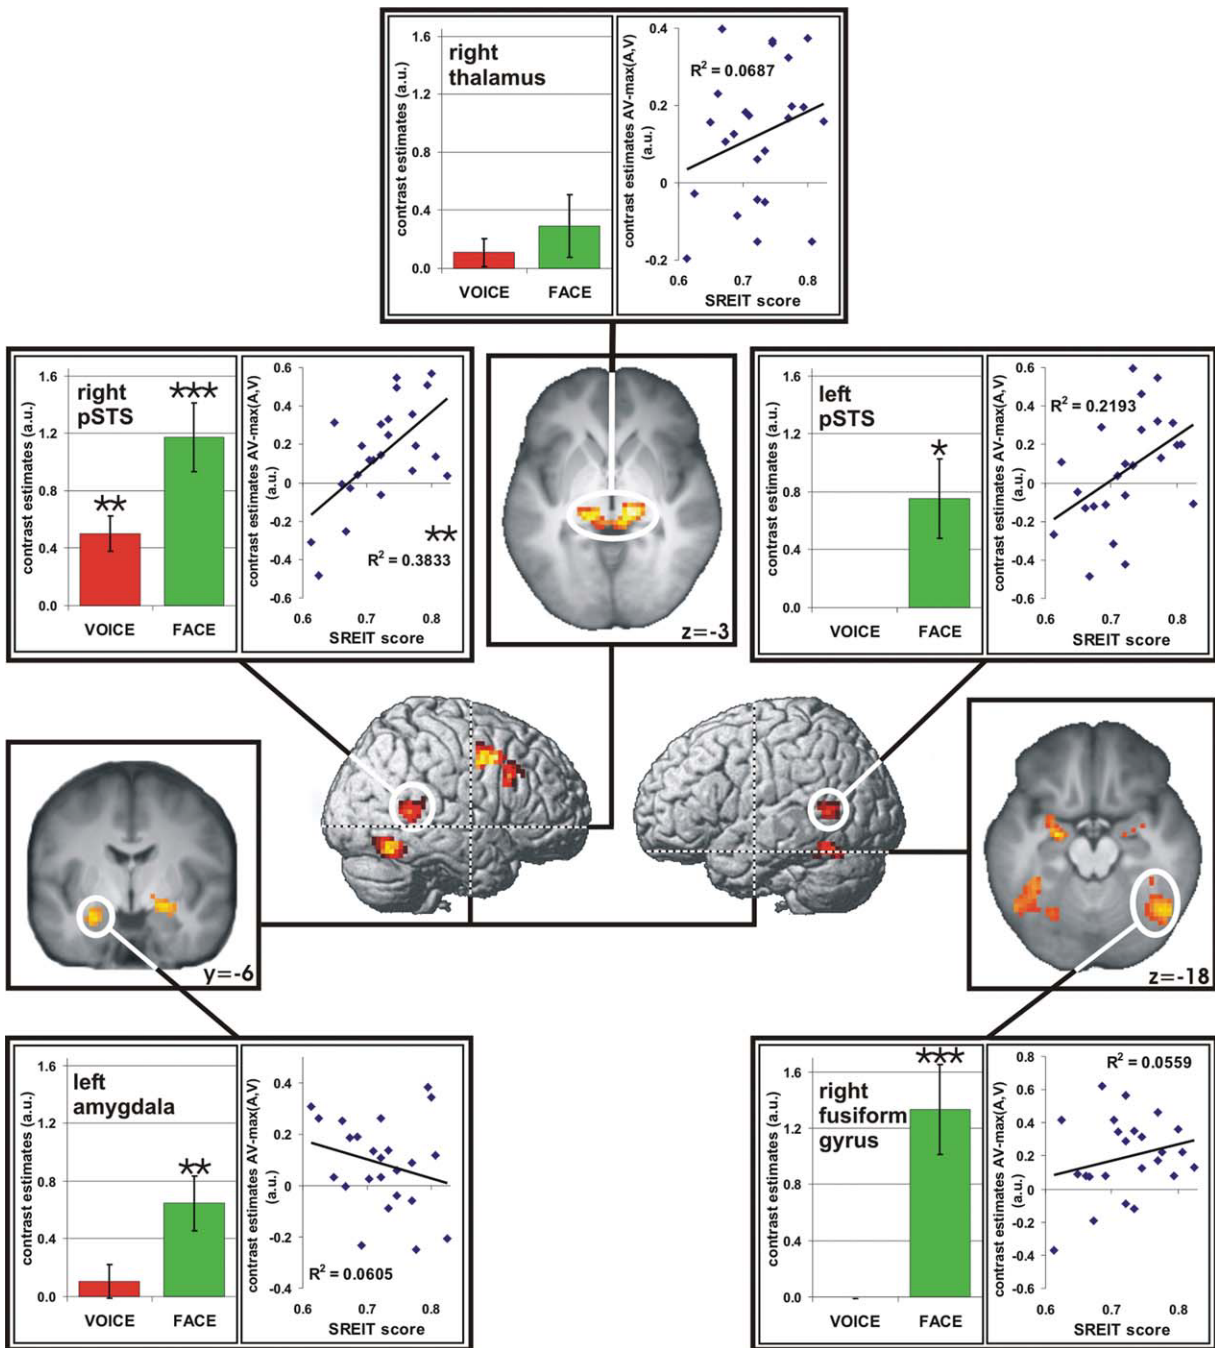 right
thalamus
contrast estimates (a.u.)
1.6
1.2
0.8
0.4
0.0
VOICE FACE
contrast estimates AV-max(A,V)
(a.u.)
0.4
0.2
0
-0.2
R² = 0.0687
0.6 0.7 0.8
SREIT score
right
pSTS
contrast estimates (a.u.)
1.6
1.2
0.8
0.4
0.0
**
***
VOICE FACE
contrast estimates AV-max(A,V)
(a.u.)
0.6
0.4
0.2
0
-0.2
-0.4
-0.6
**
R² = 0.3833
0.6 0.7 0.8
SREIT score
z=-3
left
pSTS
contrast estimates (a.u.)
1.6
1.2
0.8
0.4
0.0
*
VOICE FACE
contrast estimates AV-max(A,V)
(a.u.)
0.6
0.4
0.2
0
-0.2
-0.4
-0.6
R² = 0.2193
0.6 0.7 0.8
SREIT score
y=-6
z=-18
left
amygdala
contrast estimates (a.u.)
1.6
1.2
0.8
0.4
0.0
**
VOICE FACE
contrast estimates AV-max(A,V)
(a.u.)
0.4
0.2
0
-0.2
-0.4
R² = 0.0605
0.6 0.7 0.8
SREIT score
right
fusiform
gyrus
contrast estimates (a.u.)
1.6
1.2
0.8
0.4
0.0
***
VOICE FACE
contrast estimates AV-max(A,V)
(a.u.)
0.8
0.6
0.4
0.2
0
-0.2
-0.4
-0.6
R² = 0.0559
0.6 0.7 0.8
SREIT score